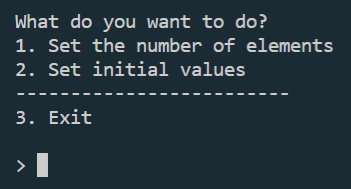 What do you want to do?
1. Set the number of elements
2. Set initial values
-------------------------
3. Exit
>